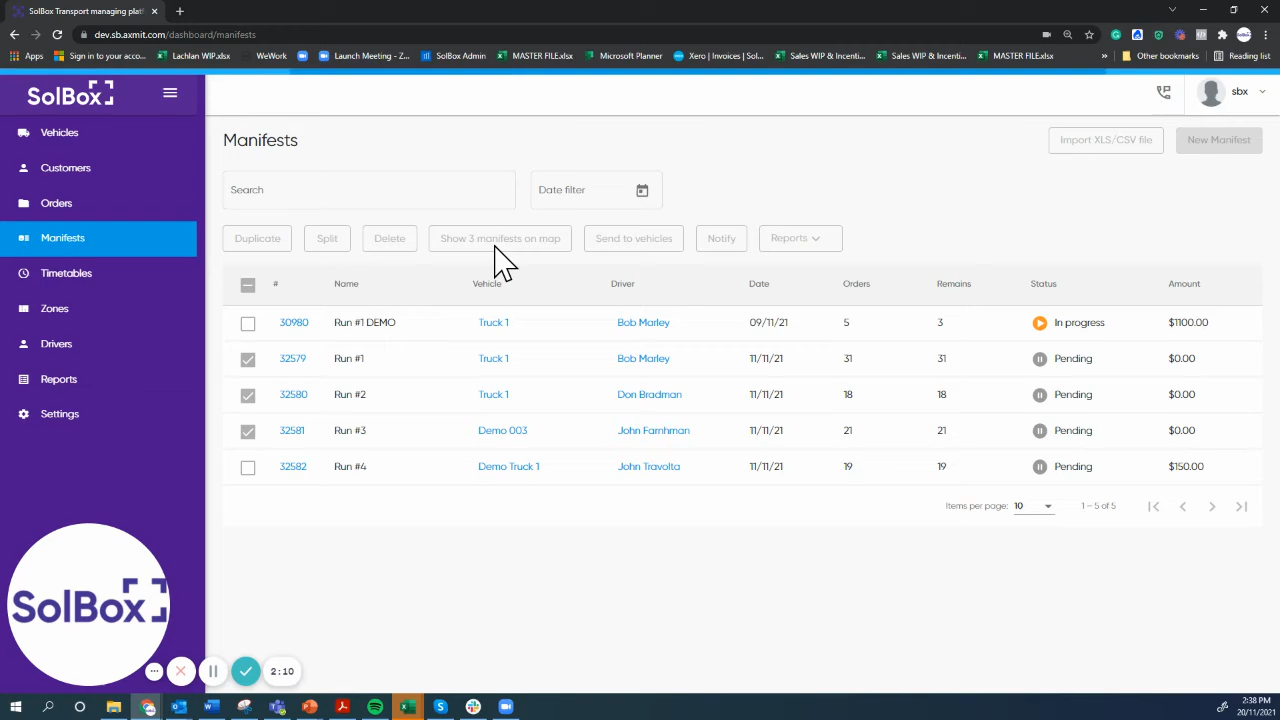 SolBox Transport managing platf
dev.sb.axmit.com/dashboard/manifests
Apps
Sign in to your acco...
Lachlan WIP.xlsx
WeWork
Launch Meeting - Z...
SolBox Admin
MASTER FILE.xlsx
Microsoft Planner
Xero | Invoices | Sol...
Sales WIP & Incenti...
Sales WIP & Incenti...
MASTER FILE.xlsx
Other bookmarks
Reading list
SolBox
sbx
Vehicles
Customers
Orders
Manifests
Timetables
Zones
Drivers
Reports
Settings
Manifests
Import XLS/CSV file
New Manifest
Search
Date filter
Duplicate
Split
Delete
Show 3 manifests on map
Send to vehicles
Notify
Reports
# Name Vehicle Driver Date Orders Remains Status Amount
30980 Run #1 DEMO Truck 1 Bob Marley 09/11/21 5 3 In progress $1100.00
32579 Run #1 Truck 1 Bob Marley 11/11/21 31 31 Pending $0.00
32580 Run #2 Truck 1 Don Bradman 11/11/21 18 18 Pending $0.00
32581 Run #3 Demo 003 John Farnhman 11/11/21 21 21 Pending $0.00
32582 Run #4 Demo Truck 1 John Travolta 11/11/21 19 19 Pending $150.00
Items per page: 10 1 – 5 of 5
SolBox
2:10
2:38 PM
20/11/2021